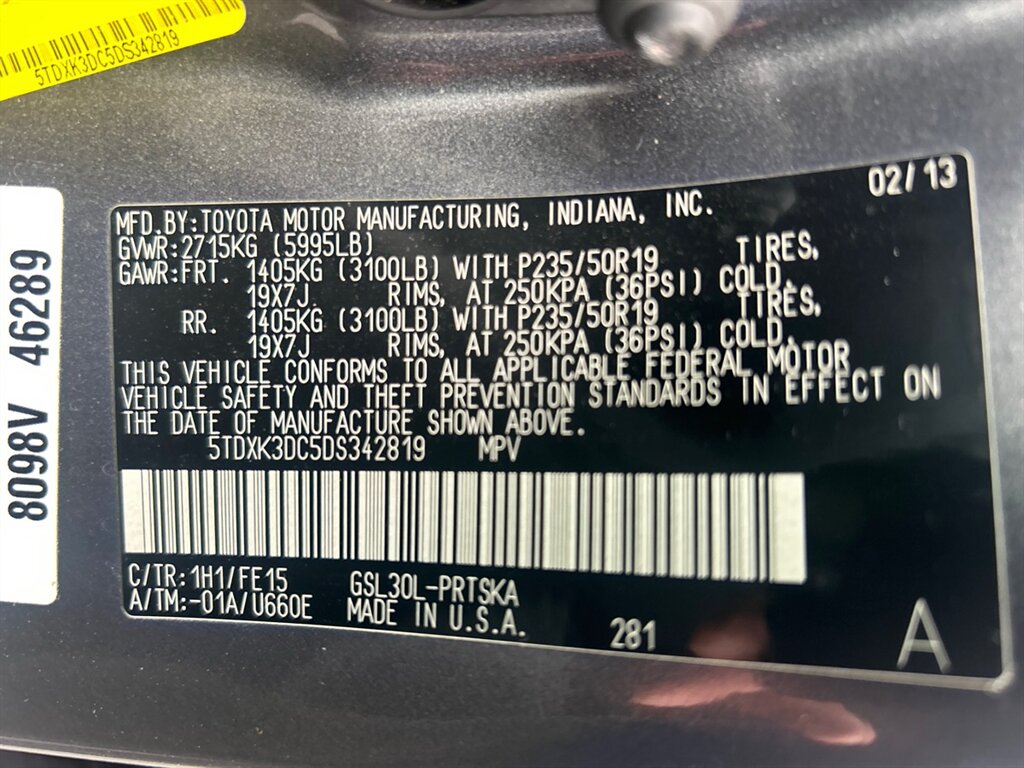 5TDXK3DC5DS342819
8098V 46289
02/13
MFD.BY:TOYOTA MOTOR MANUFACTURING, INDIANA, INC.
GVWR:2715KG (5995LB)
GAWR:FRT. 1405KG (3100LB) WITH P235/50R19 TIRES,
19X7J RIMS, AT 250KPA (36PSI) COLD.
RR. 1405KG (3100LB) WITH P235/50R19 TIRES,
19X7J RIMS, AT 250KPA (36PSI) COLD.
THIS VEHICLE CONFORMS TO ALL APPLICABLE FEDERAL MOTOR
VEHICLE SAFETY AND THEFT PREVENTION STANDARDS IN EFFECT ON
THE DATE OF MANUFACTURE SHOWN ABOVE.
5TDXK3DC5DS342819 MPV
C/TR:1H1/FE15 GSL30L-PRTSKA
A/TM:-01A/U660E MADE IN U.S.A.
281
A